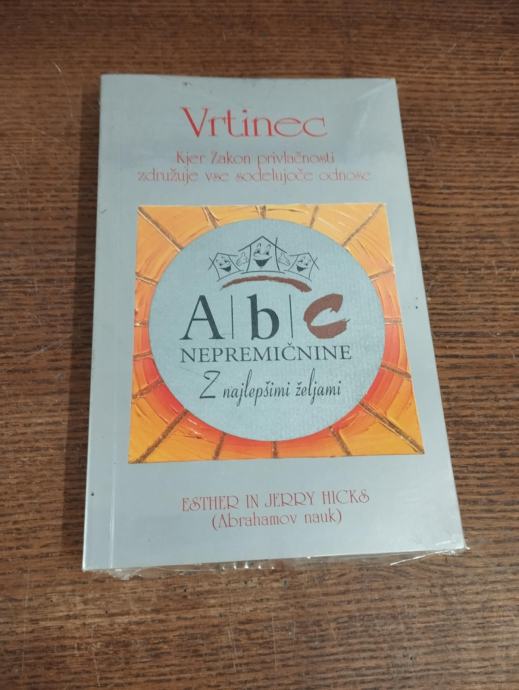 Vrtinec
Kjer Zakon privlačnosti
združuje vse sodelujoče odnose
A|b|C
NEPREMIČNINE
Z najlepšimi željami
ESTHER IN JERRY HICKS
(Abrahamov nauk)